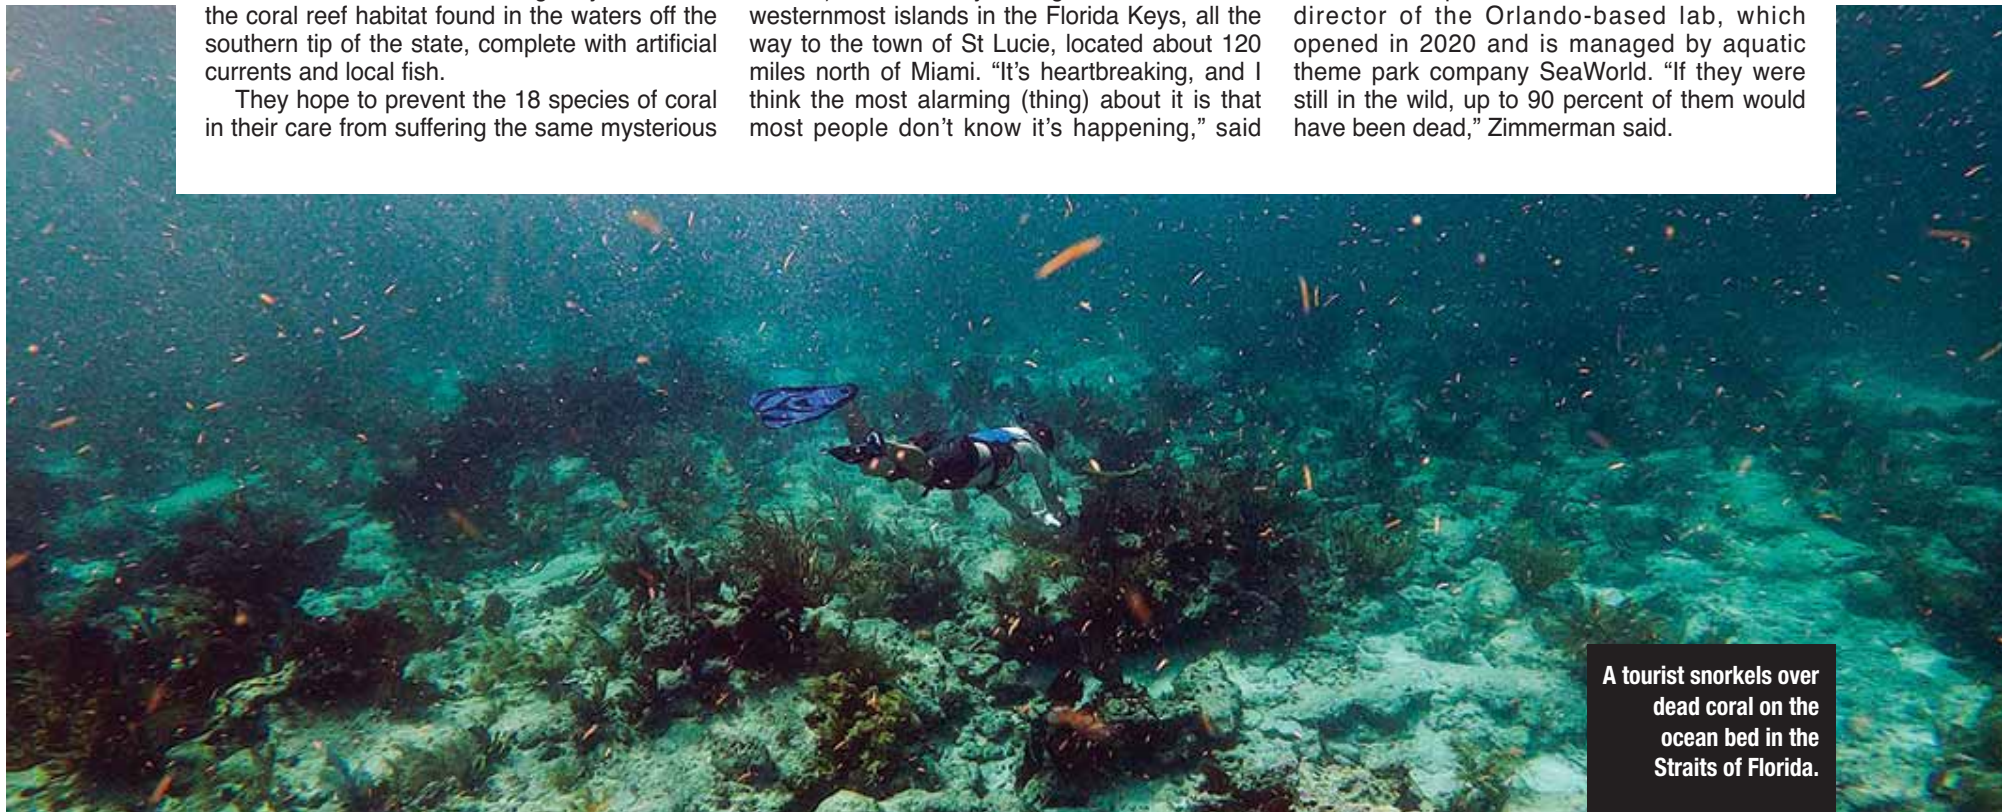 the coral reef habitat found in the waters off the
southern tip of the state, complete with artificial
currents and local fish.
They hope to prevent the 18 species of coral
in their care from suffering the same mysterious
westernmost islands in the Florida Keys, all the
way to the town of St Lucie, located about 120
miles north of Miami. “It’s heartbreaking, and I
think the most alarming (thing) about it is that
most people don’t know it’s happening,” said
director of the Orlando-based lab, which
opened in 2020 and is managed by aquatic
theme park company SeaWorld. “If they were
still in the wild, up to 90 percent of them would
have been dead,” Zimmerman said.
A tourist snorkels over
dead coral on the
ocean bed in the
Straits of Florida.